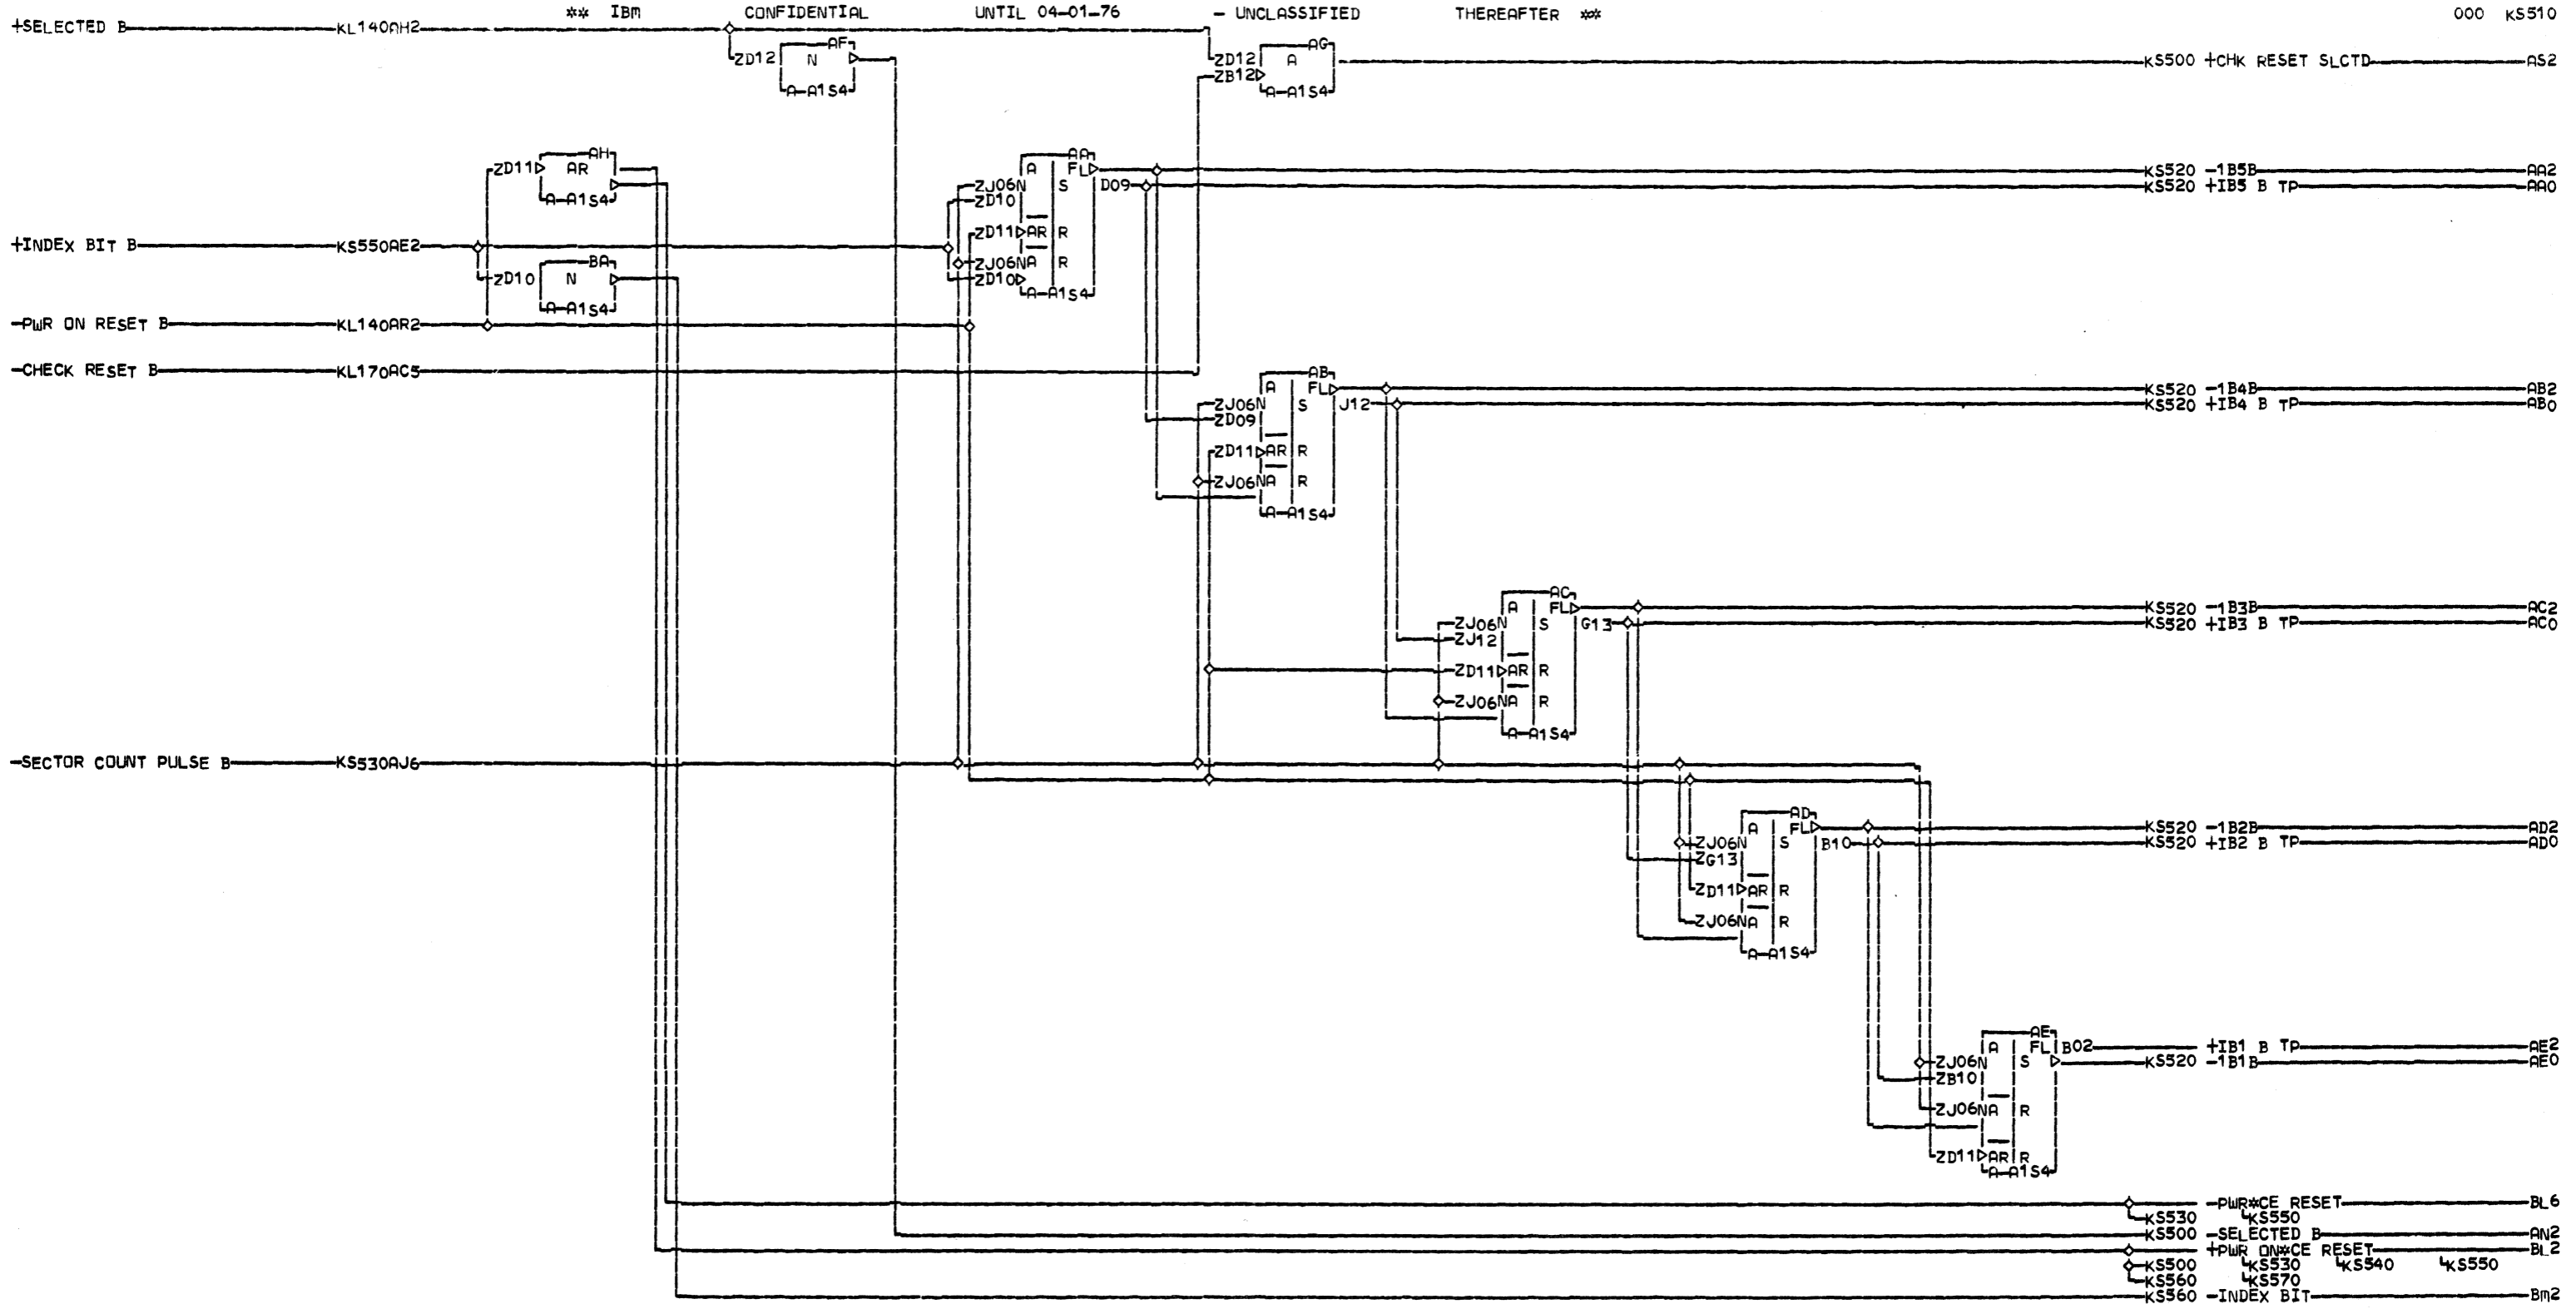 ** IBM CONFIDENTIAL UNTIL 04-01-76 - UNCLASSIFIED THEREAFTER ** 000 KS510
+SELECTED B KL140AH2
ZD12 N AF A-A1S4
ZD12 ZB12 A AG A-A1S4
KS500 +CHK RESET SLCTD AS2
ZD11 AR AH A-A1S4
AA A FL
ZJ06N S D09
ZD10
ZD11 AR R
ZJ06NA R
ZD10
A-A1S4
KS520 -1B5B AA2
KS520 +IB5 B TP AA0
+INDEX BIT B KS550AE2
ZD10 N BA A-A1S4
-PWR ON RESET B KL140AR2
-CHECK RESET B KL170AC5
AB A FL
ZJ06N S J12
ZD09
ZD11 AR R
ZJ06NA R
A-A1S4
KS520 -1B4B AB2
KS520 +IB4 B TP AB0
AC A FL
ZJ06N S G13
ZJ12
ZD11 AR R
ZJ06NA R
A-A1S4
KS520 -1B3B AC2
KS520 +IB3 B TP AC0
-SECTOR COUNT PULSE B KS530AJ6
AD A FL
ZJ06N S B10
ZG13
ZD11 AR R
ZJ06NA R
A-A1S4
KS520 -1B2B AD2
KS520 +IB2 B TP AD0
AE A FL B02
ZJ06N S
ZB10
ZJ06NA R
ZD11 AR R
A-A1S4
+IB1 B TP AE2
KS520 -1B1B AE0
-PWR*CE RESET BL6
KS530 KS550
KS500 -SELECTED B AN2
+PWR ON*CE RESET BL2
KS500 KS530 KS540 KS550
KS560 KS570
KS560 -INDEX BIT BM2